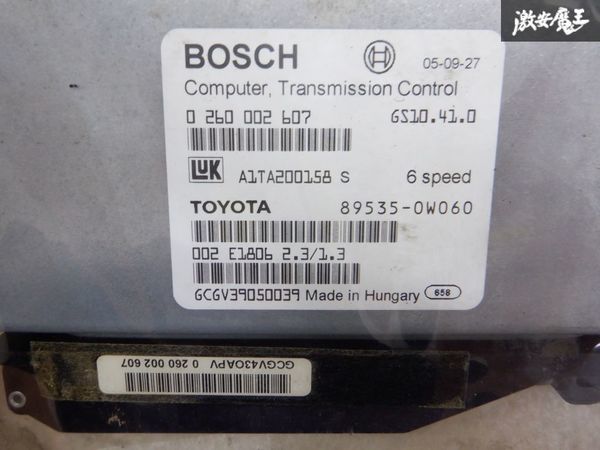 激安魔王
BOSCH 05-09-27
Computer, Transmission Control
0 260 002 607 GS10.41.0
LUK A1TA200158 S 6 speed
TOYOTA 89535-0W060
002 E1806 2.3/1.3
GCGV39050039 Made in Hungary 658
GCGV430APV 0 260 002 607